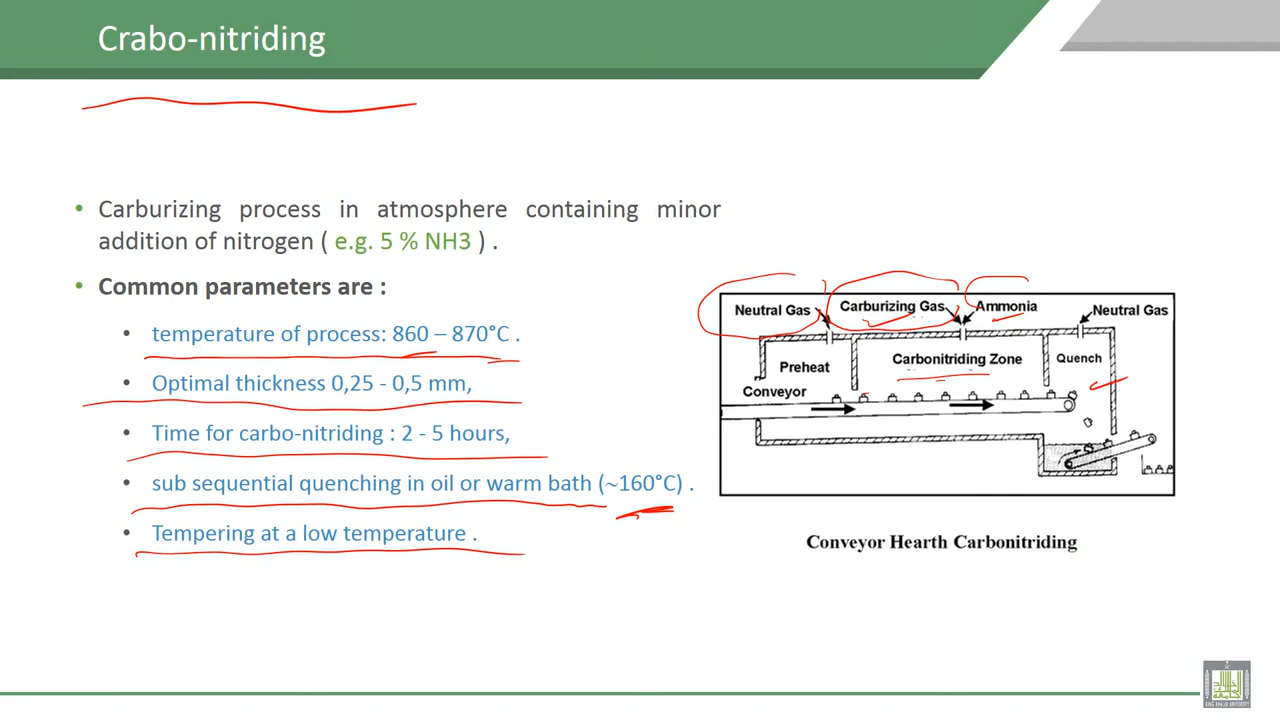 Crabo-nitriding
• Carburizing process in atmosphere containing minor
addition of nitrogen ( e.g. 5 % NH3 ) .
• Common parameters are :
• temperature of process: 860 – 870°C .
• Optimal thickness 0,25 - 0,5 mm,
• Time for carbo-nitriding : 2 - 5 hours,
• sub sequential quenching in oil or warm bath (~160°C) .
• Tempering at a low temperature .
Neutral Gas
Carburizing Gas
Ammonia
Neutral Gas
Preheat
Carbonitriding Zone
Quench
Conveyor
Conveyor Hearth Carbonitriding